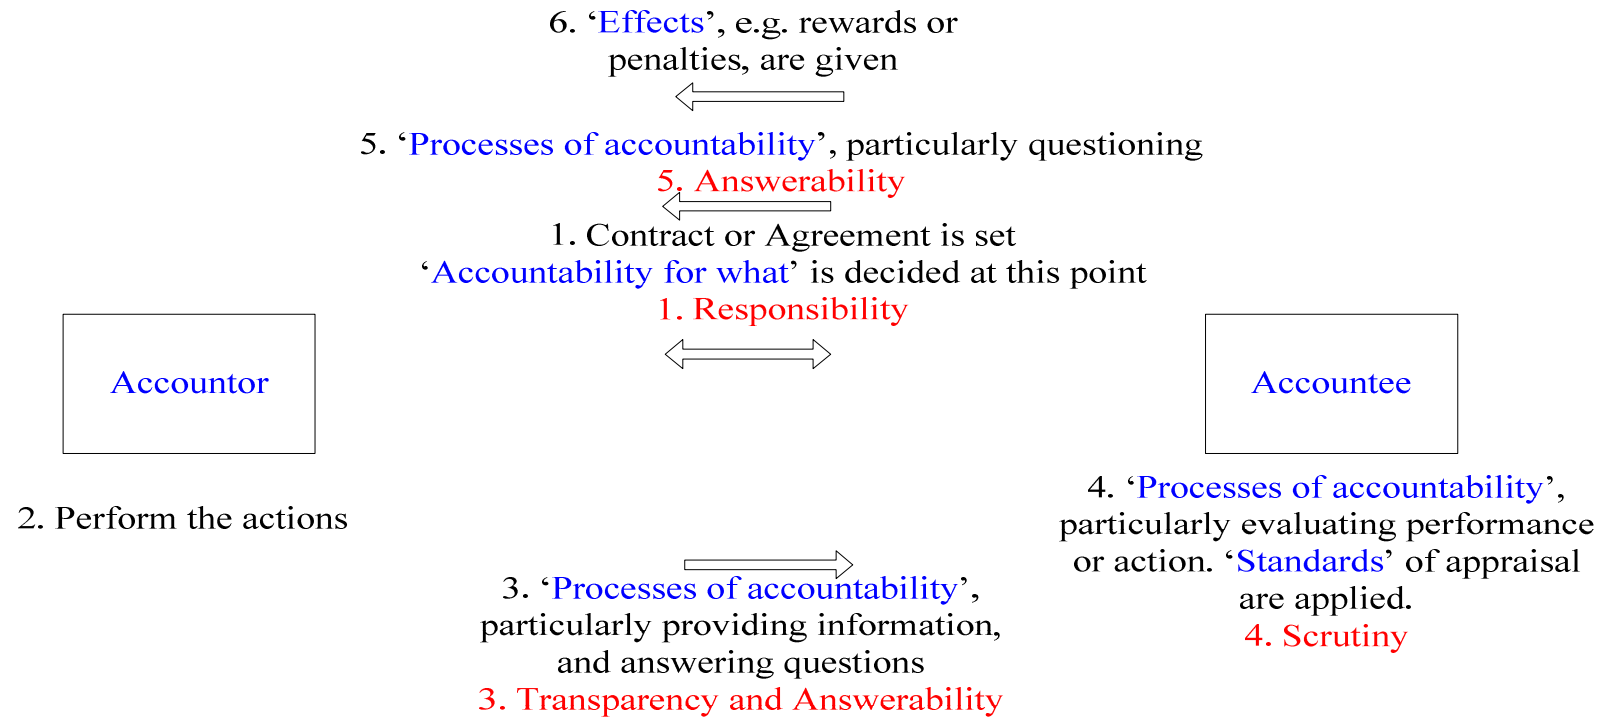 6. ‘Effects’, e.g. rewards or
penalties, are given
5. ‘Processes of accountability’, particularly questioning
5. Answerability
1. Contract or Agreement is set
‘Accountability for what’ is decided at this point
1. Responsibility
Accountor
Accountee
2. Perform the actions
4. ‘Processes of accountability’,
particularly evaluating performance
or action. ‘Standards’ of appraisal
are applied.
4. Scrutiny
3. ‘Processes of accountability’,
particularly providing information,
and answering questions
3. Transparency and Answerability